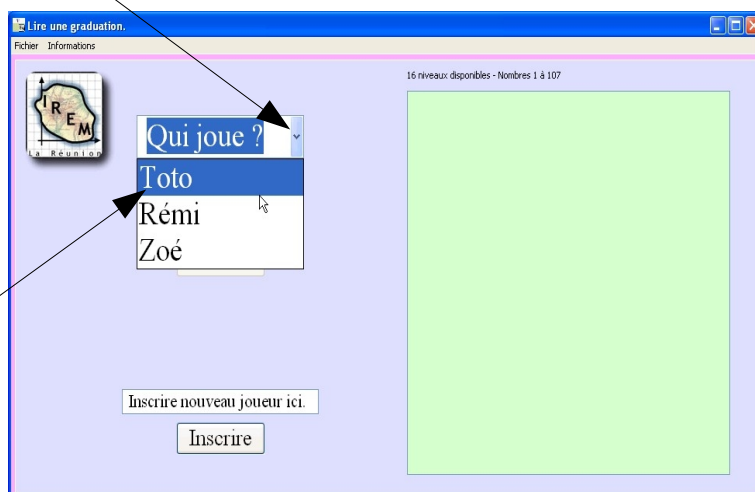 Lire une graduation.
Fichier Informations
16 niveaux disponibles - Nombres 1 à 107
I R E M
La Réunion
Qui joue ?
Toto
Rémi
Zoé
Inscrire nouveau joueur ici.
Inscrire